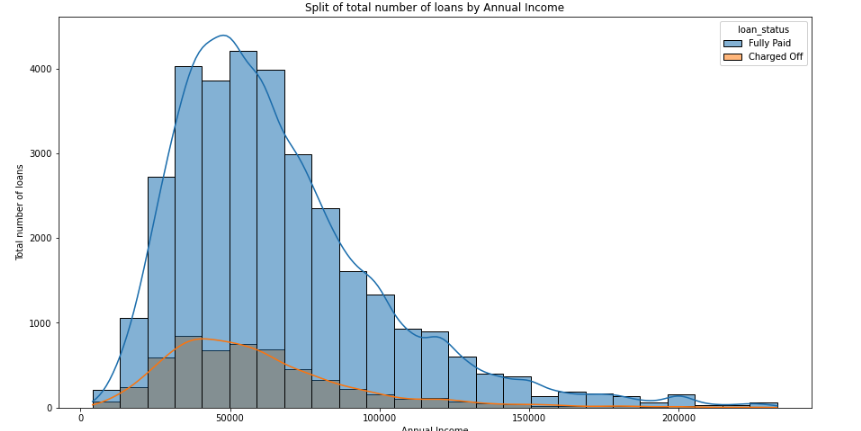 Split of total number of loans by Annual Income
loan_status
Fully Paid
Charged Off
Total number of loans
4000
3000
2000
1000
0
0 50000 100000 150000 200000
Annual Income